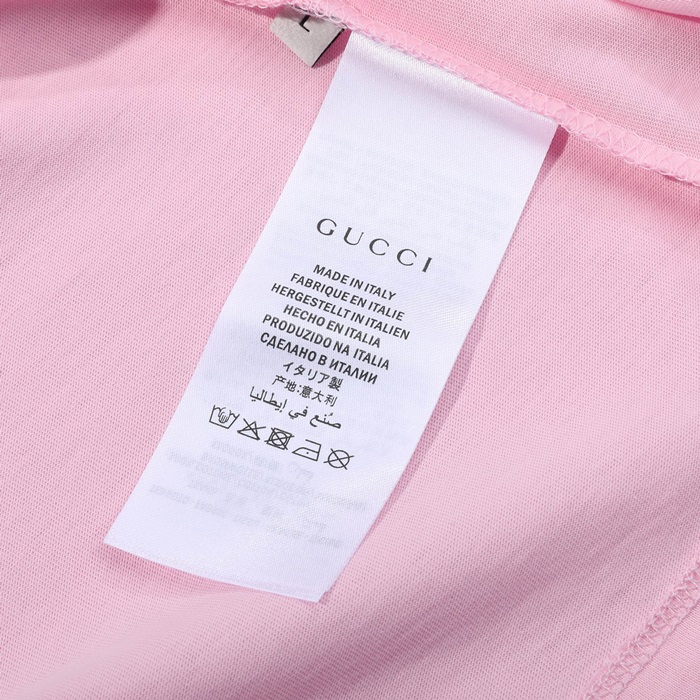 L
GUCCI
MADE IN ITALY
FABRIQUE EN ITALIE
HERGESTELLT IN ITALIEN
HECHO EN ITALIA
PRODUZIDO NA ITALIA
СДЕЛАНО В ИТАЛИИ
イタリア製
产地:意大利
صُنع في إيطاليا